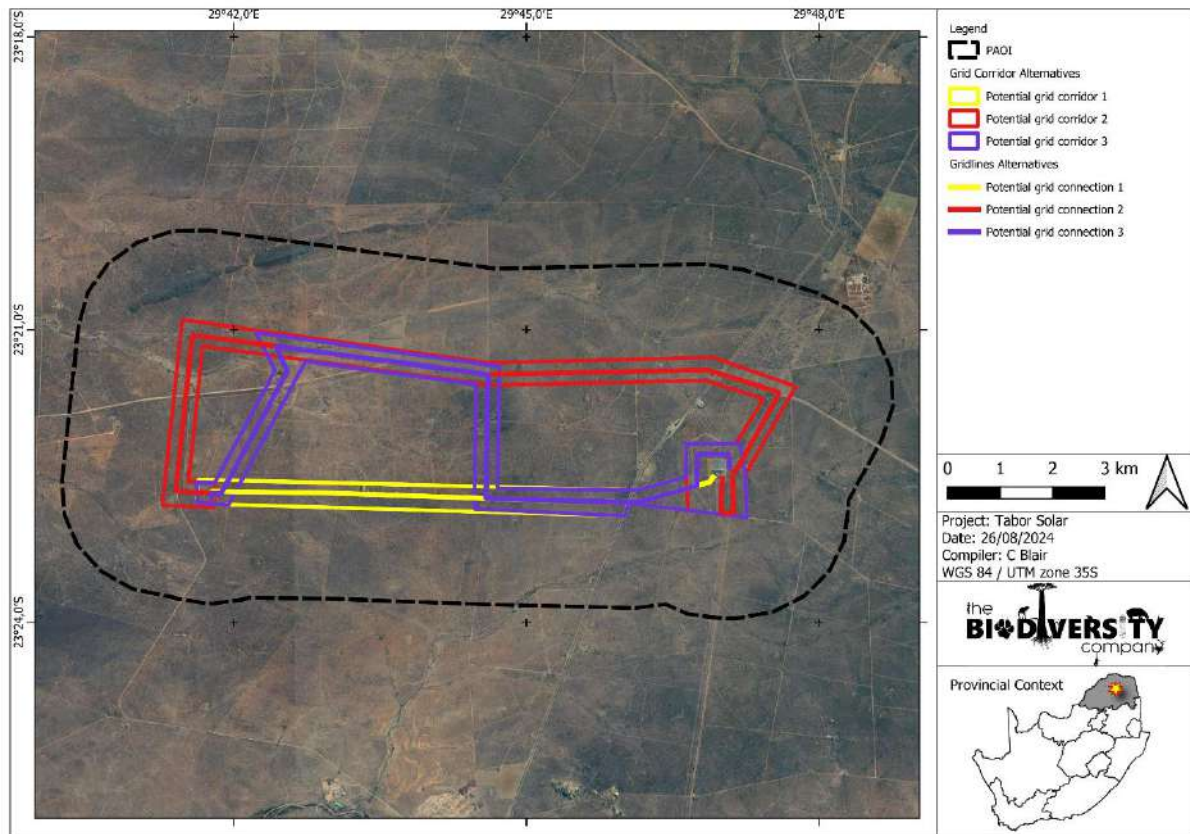 29°42,0'E
29°45,0'E
29°48,0'E
23°18,0'S
23°21,0'S
23°24,0'S
Legend
PAOI
Grid Corridor Alternatives
Potential grid corridor 1
Potential grid corridor 2
Potential grid corridor 3
Gridlines Alternatives
Potential grid connection 1
Potential grid connection 2
Potential grid connection 3
0 1 2 3 km
Project: Tabor Solar
Date: 26/08/2024
Compiler: C Blair
WGS 84 / UTM zone 35S
the
BIODIVERSITY
company
Provincial Context